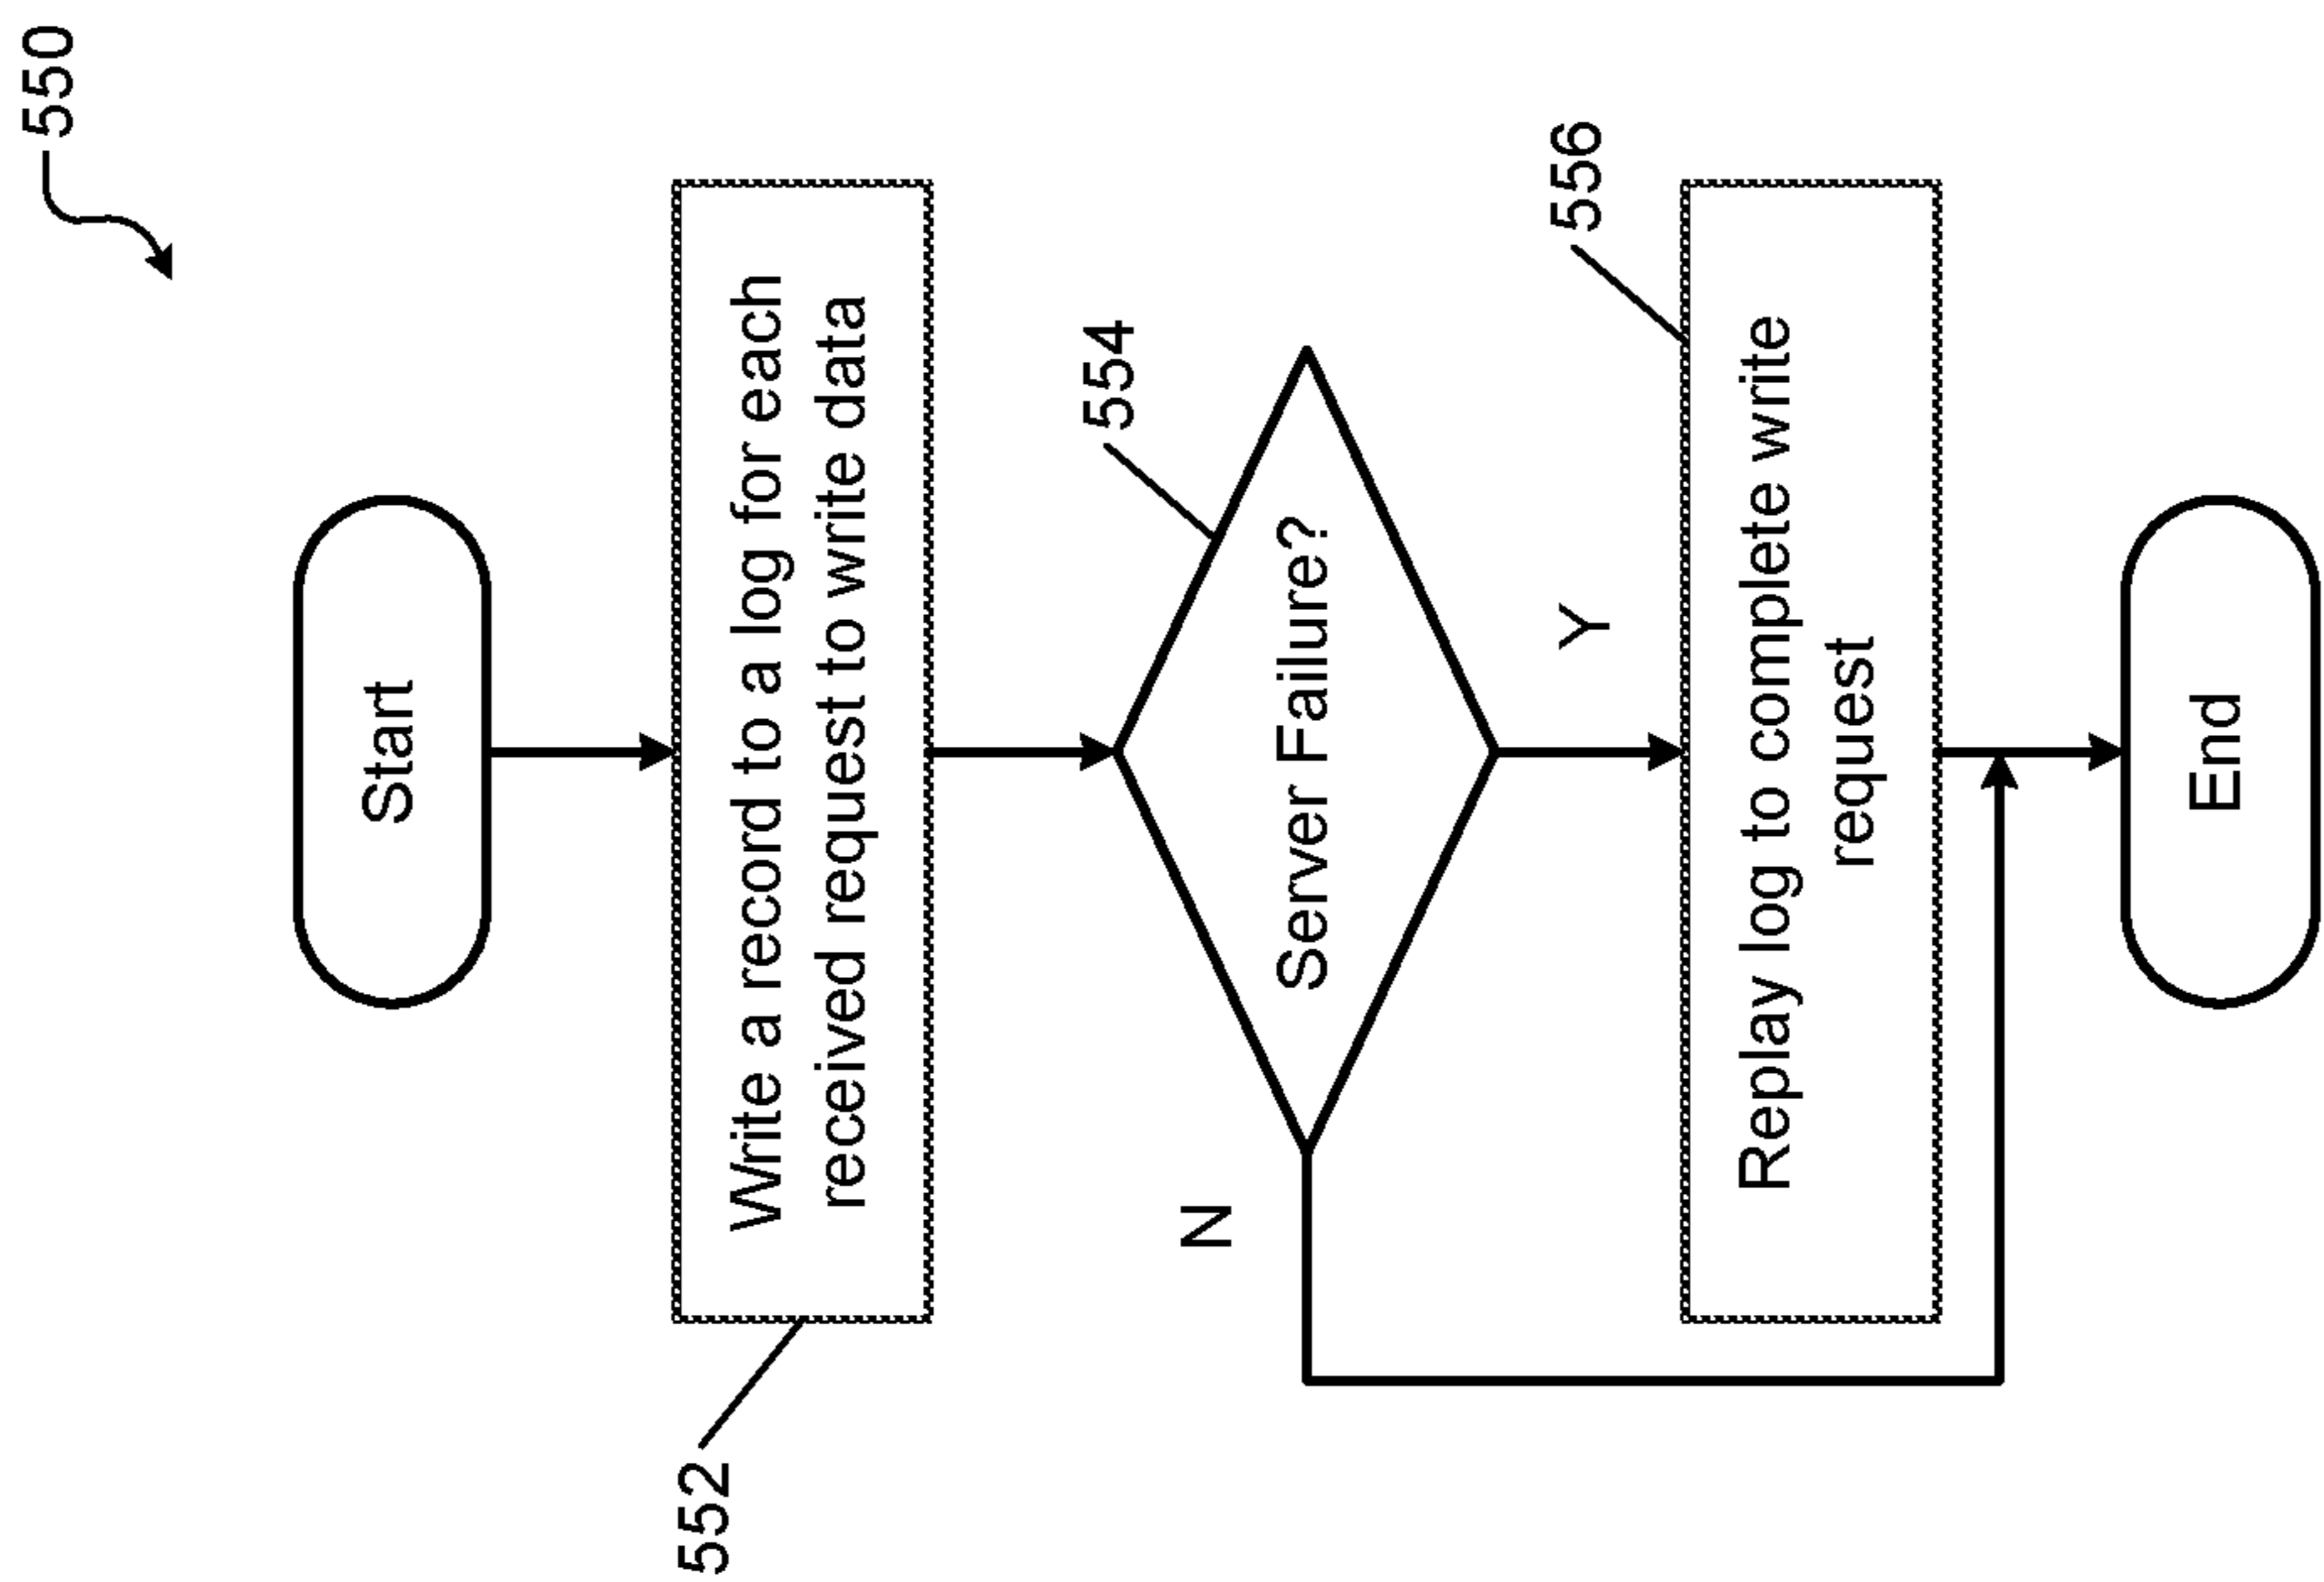 550
Start
Write a record to a log for each
received request to write data
552
554
Server Failure?
N
Y
556
Replay log to complete write
request
End